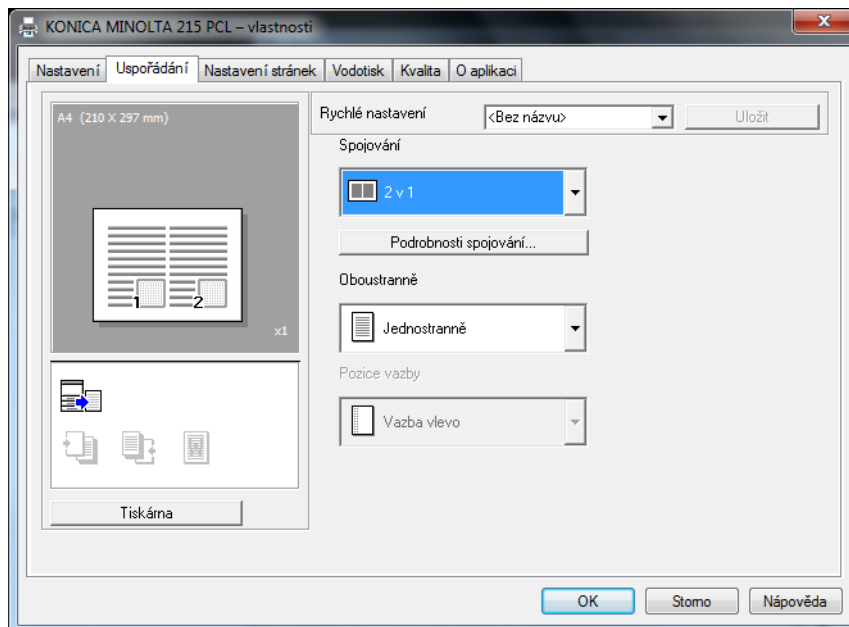 KONICA MINOLTA 215 PCL – vlastnosti
Nastavení Uspořádání Nastavení stránek Vodotisk Kvalita O aplikaci
A4 (210 X 297 mm)
1 2
x1
Tiskárna
Rychlé nastavení <Bez názvu> Uložit
Spojování
2 v 1
Podrobnosti spojování...
Oboustranně
Jednostranně
Pozice vazby
Vazba vlevo
OK Storno Nápověda